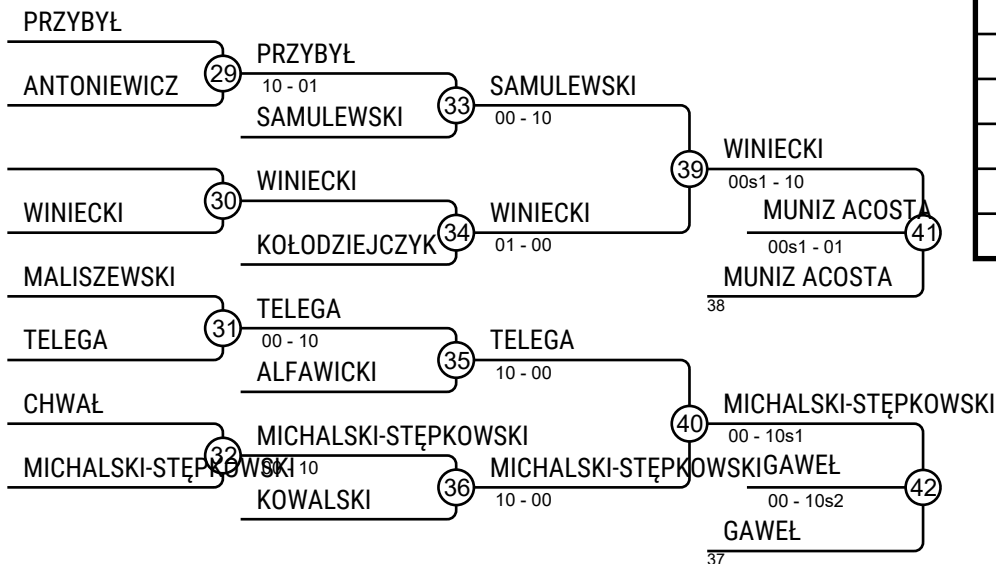 PRZYBYŁ
ANTONIEWICZ
29
PRZYBYŁ
10 - 01
SAMULEWSKI
33
SAMULEWSKI
00 - 10
WINIECKI
30
WINIECKI
KOŁODZIEJCZYK
34
WINIECKI
01 - 00
39
WINIECKI
00s1 - 10
MUNIZ ACOSTA
00s1 - 01
41
MUNIZ ACOSTA
38
MALISZEWSKI
TELEGA
31
TELEGA
00 - 10
ALFAWICKI
35
TELEGA
10 - 00
CHWAŁ
MICHALSKI-STĘPKOWSKI
32
MICHALSKI-STĘPKOWSKI
00 - 10
KOWALSKI
36
MICHALSKI-STĘPKOWSKI
10 - 00
40
MICHALSKI-STĘPKOWSKI
00 - 10s1
GAWEŁ
00 - 10s2
42
GAWEŁ
37